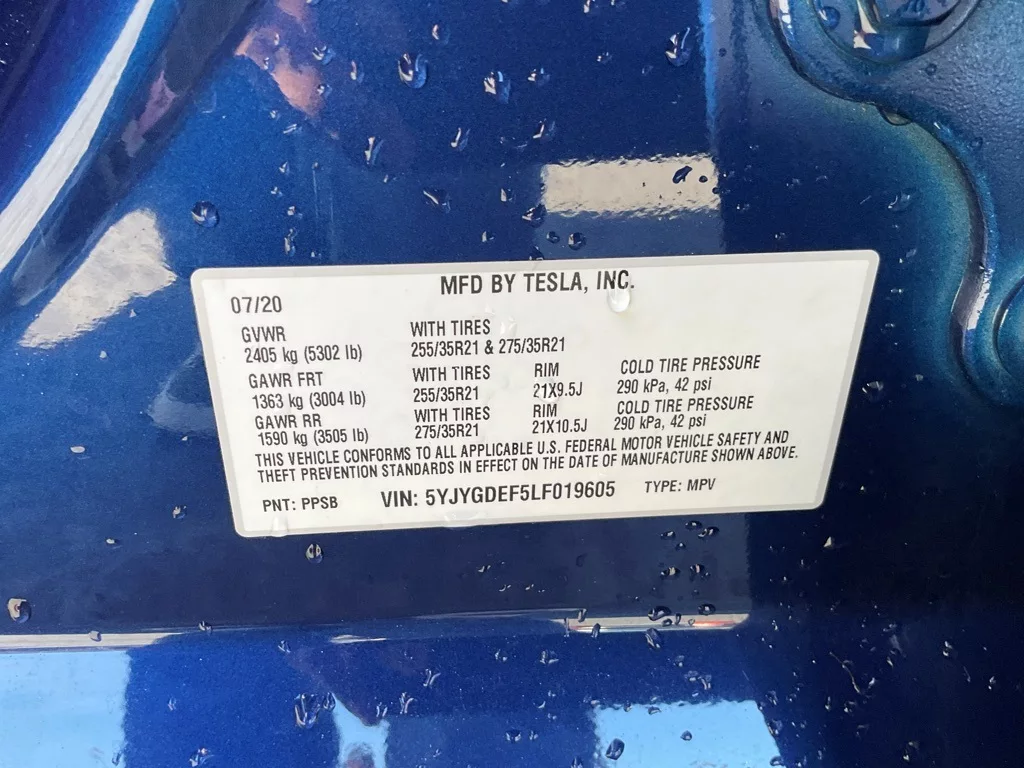 MFD BY TESLA, INC.
07/20
GVWR WITH TIRES
2405 kg (5302 lb) 255/35R21 & 275/35R21
GAWR FRT WITH TIRES RIM COLD TIRE PRESSURE
1363 kg (3004 lb) 255/35R21 21X9.5J 290 kPa, 42 psi
GAWR RR WITH TIRES RIM COLD TIRE PRESSURE
1590 kg (3505 lb) 275/35R21 21X10.5J 290 kPa, 42 psi
THIS VEHICLE CONFORMS TO ALL APPLICABLE U.S. FEDERAL MOTOR VEHICLE SAFETY AND
THEFT PREVENTION STANDARDS IN EFFECT ON THE DATE OF MANUFACTURE SHOWN ABOVE.
PNT: PPSB VIN: 5YJYGDEF5LF019605 TYPE: MPV